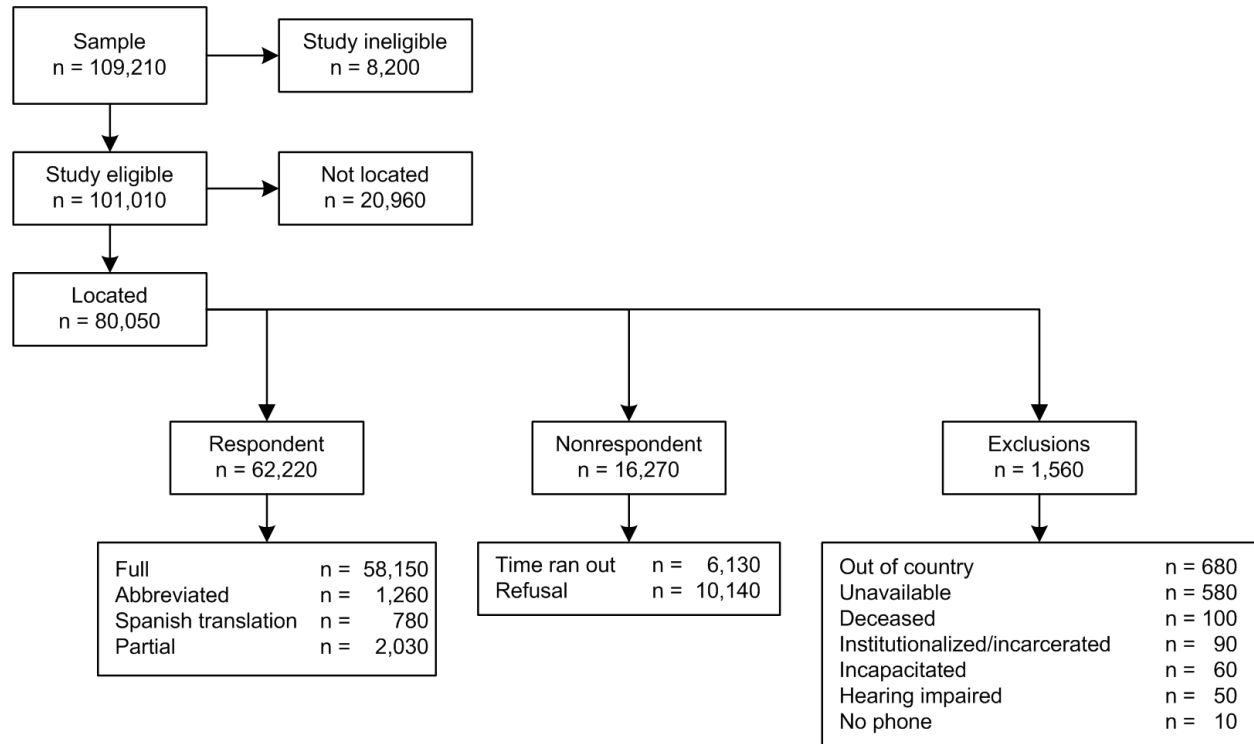 Sample
n = 109,210
Study ineligible
n = 8,200
Study eligible
n = 101,010
Not located
n = 20,960
Located
n = 80,050
Respondent
n = 62,220
Nonrespondent
n = 16,270
Exclusions
n = 1,560
Full n = 58,150
Abbreviated n = 1,260
Spanish translation n = 780
Partial n = 2,030
Time ran out n = 6,130
Refusal n = 10,140
Out of country n = 680
Unavailable n = 580
Deceased n = 100
Institutionalized/incarcerated n = 90
Incapacitated n = 60
Hearing impaired n = 50
No phone n = 10